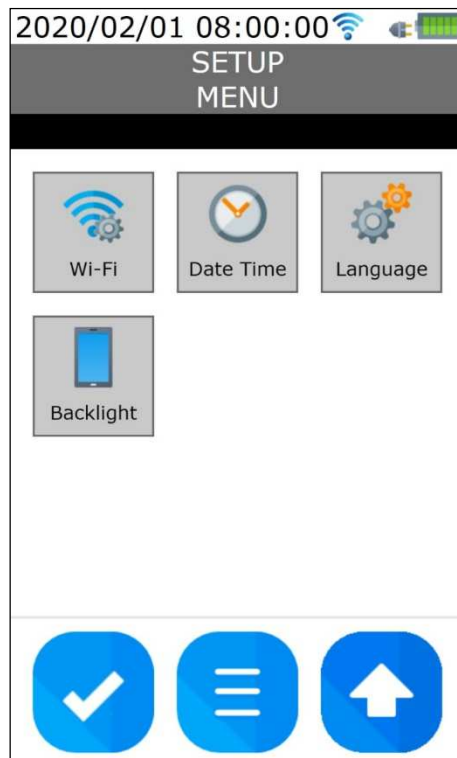 2020/02/01 08:00:00
SETUP
MENU
Wi-Fi
Date Time
Language
Backlight